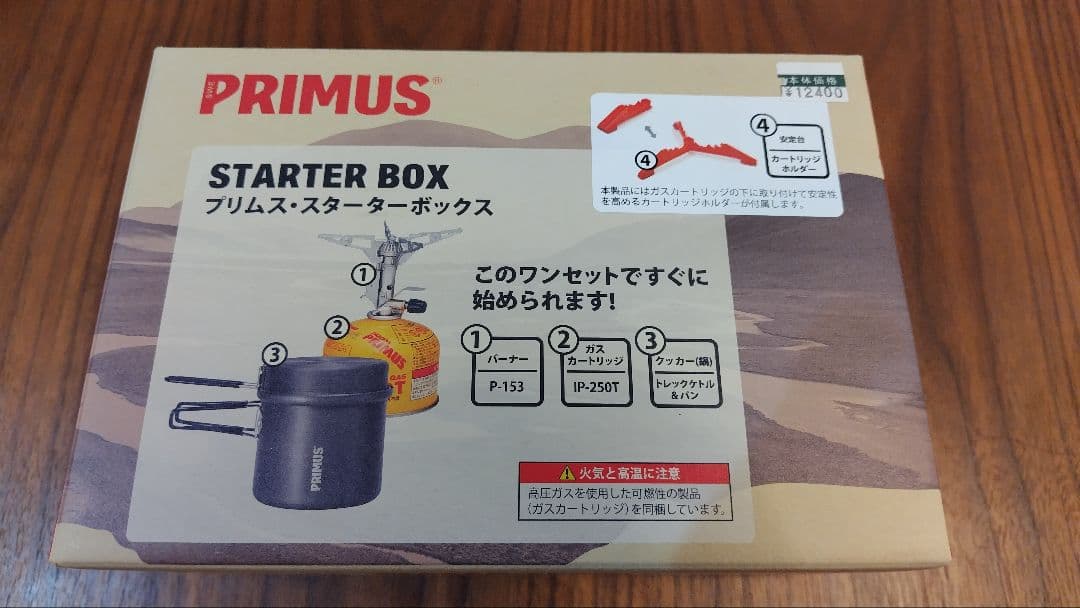 PRIMUS®
本体価格
¥12400
④
安定台
カートリッジ
ホルダー
④
本製品にはガスカートリッジの下に取り付けて安定性
を高めるカートリッジホルダーが付属します。
STARTER BOX
プリムス・スターターボックス
このワンセットですぐに
始められます!
①
バーナー
P-153
②
ガス
カートリッジ
IP-250T
③
クッカー(鍋)
トレックケトル
&パン
①
②
③
PRIMUS
GAS
PRIMUS
火気と高温に注意
高圧ガスを使用した可燃性の製品
(ガスカートリッジ)を同梱しています。